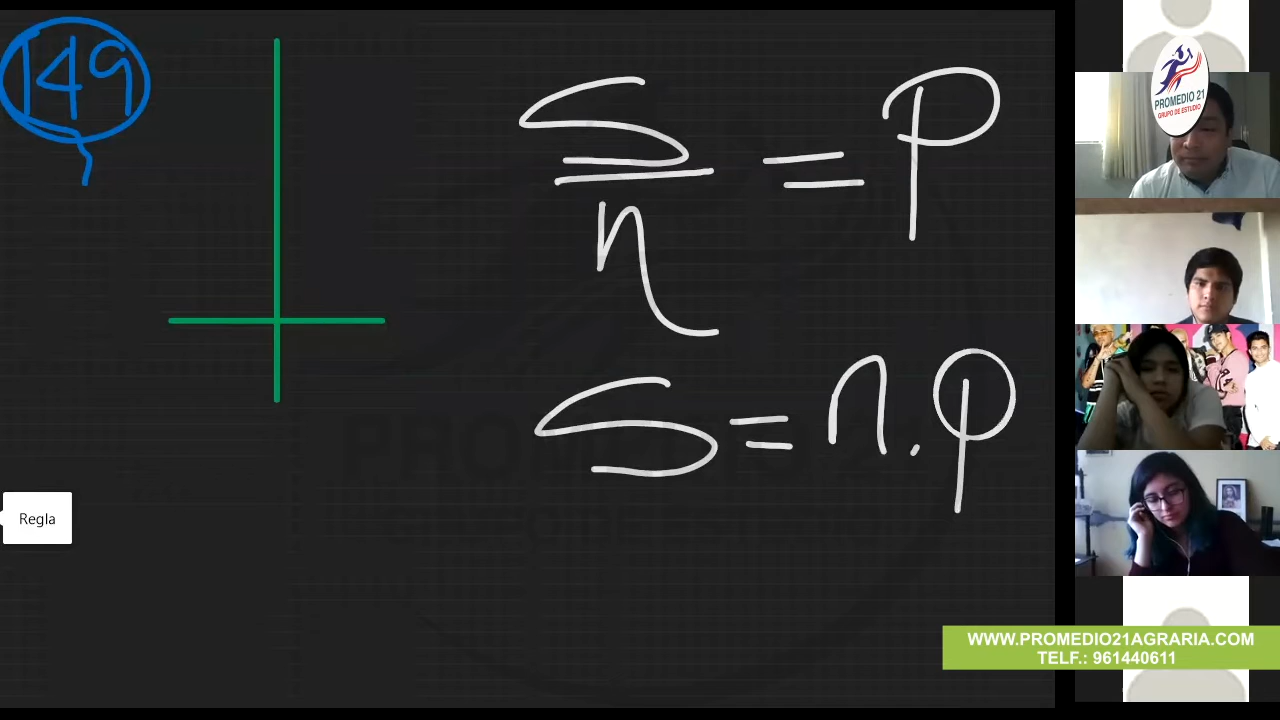 149
S/n = P
S = n.P
Regla
PROMEDIO 21
GRUPO DE ESTUDIO
WWW.PROMEDIO21AGRARIA.COM
TELF.: 961440611